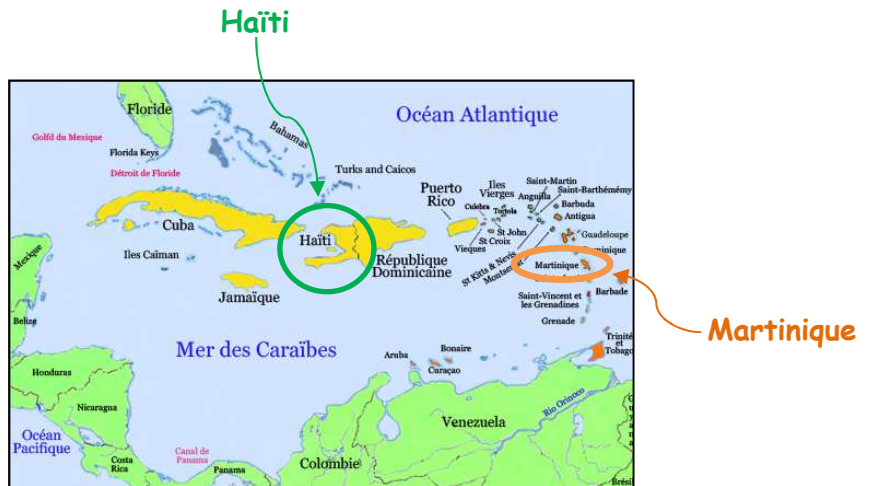 Haïti
Floride
Océan Atlantique
Golfd du Mexique
Bahamas
Florida Keys
Détroit de Floride
Turks and Caicos
Puerto
Rico
Iles
Vierges
Saint-Martin
Anguilla
Saint-Barthémémy
Barbuda
Antigua
Culebra
Tortola
Cuba
Haïti
St John
St Croix
Vieques
Guadeloupe
Dominique
Mexique
Iles Caïman
République
Dominicaine
St Kitts & Nevis
Montserrat
Martinique
Jamaïque
Saint-Vincent et
les Grenadines
Barbade
Belize
Grenade
Martinique
Trinité
et
Tobago
Mer des Caraïbes
Aruba
Bonaire
Curaçao
Honduras
Nicaragua
Rio Orinoco
Venezuela
Océan
Pacifique
Canal de
Panama
Costa
Rica
Panama
Colombie
Brésil